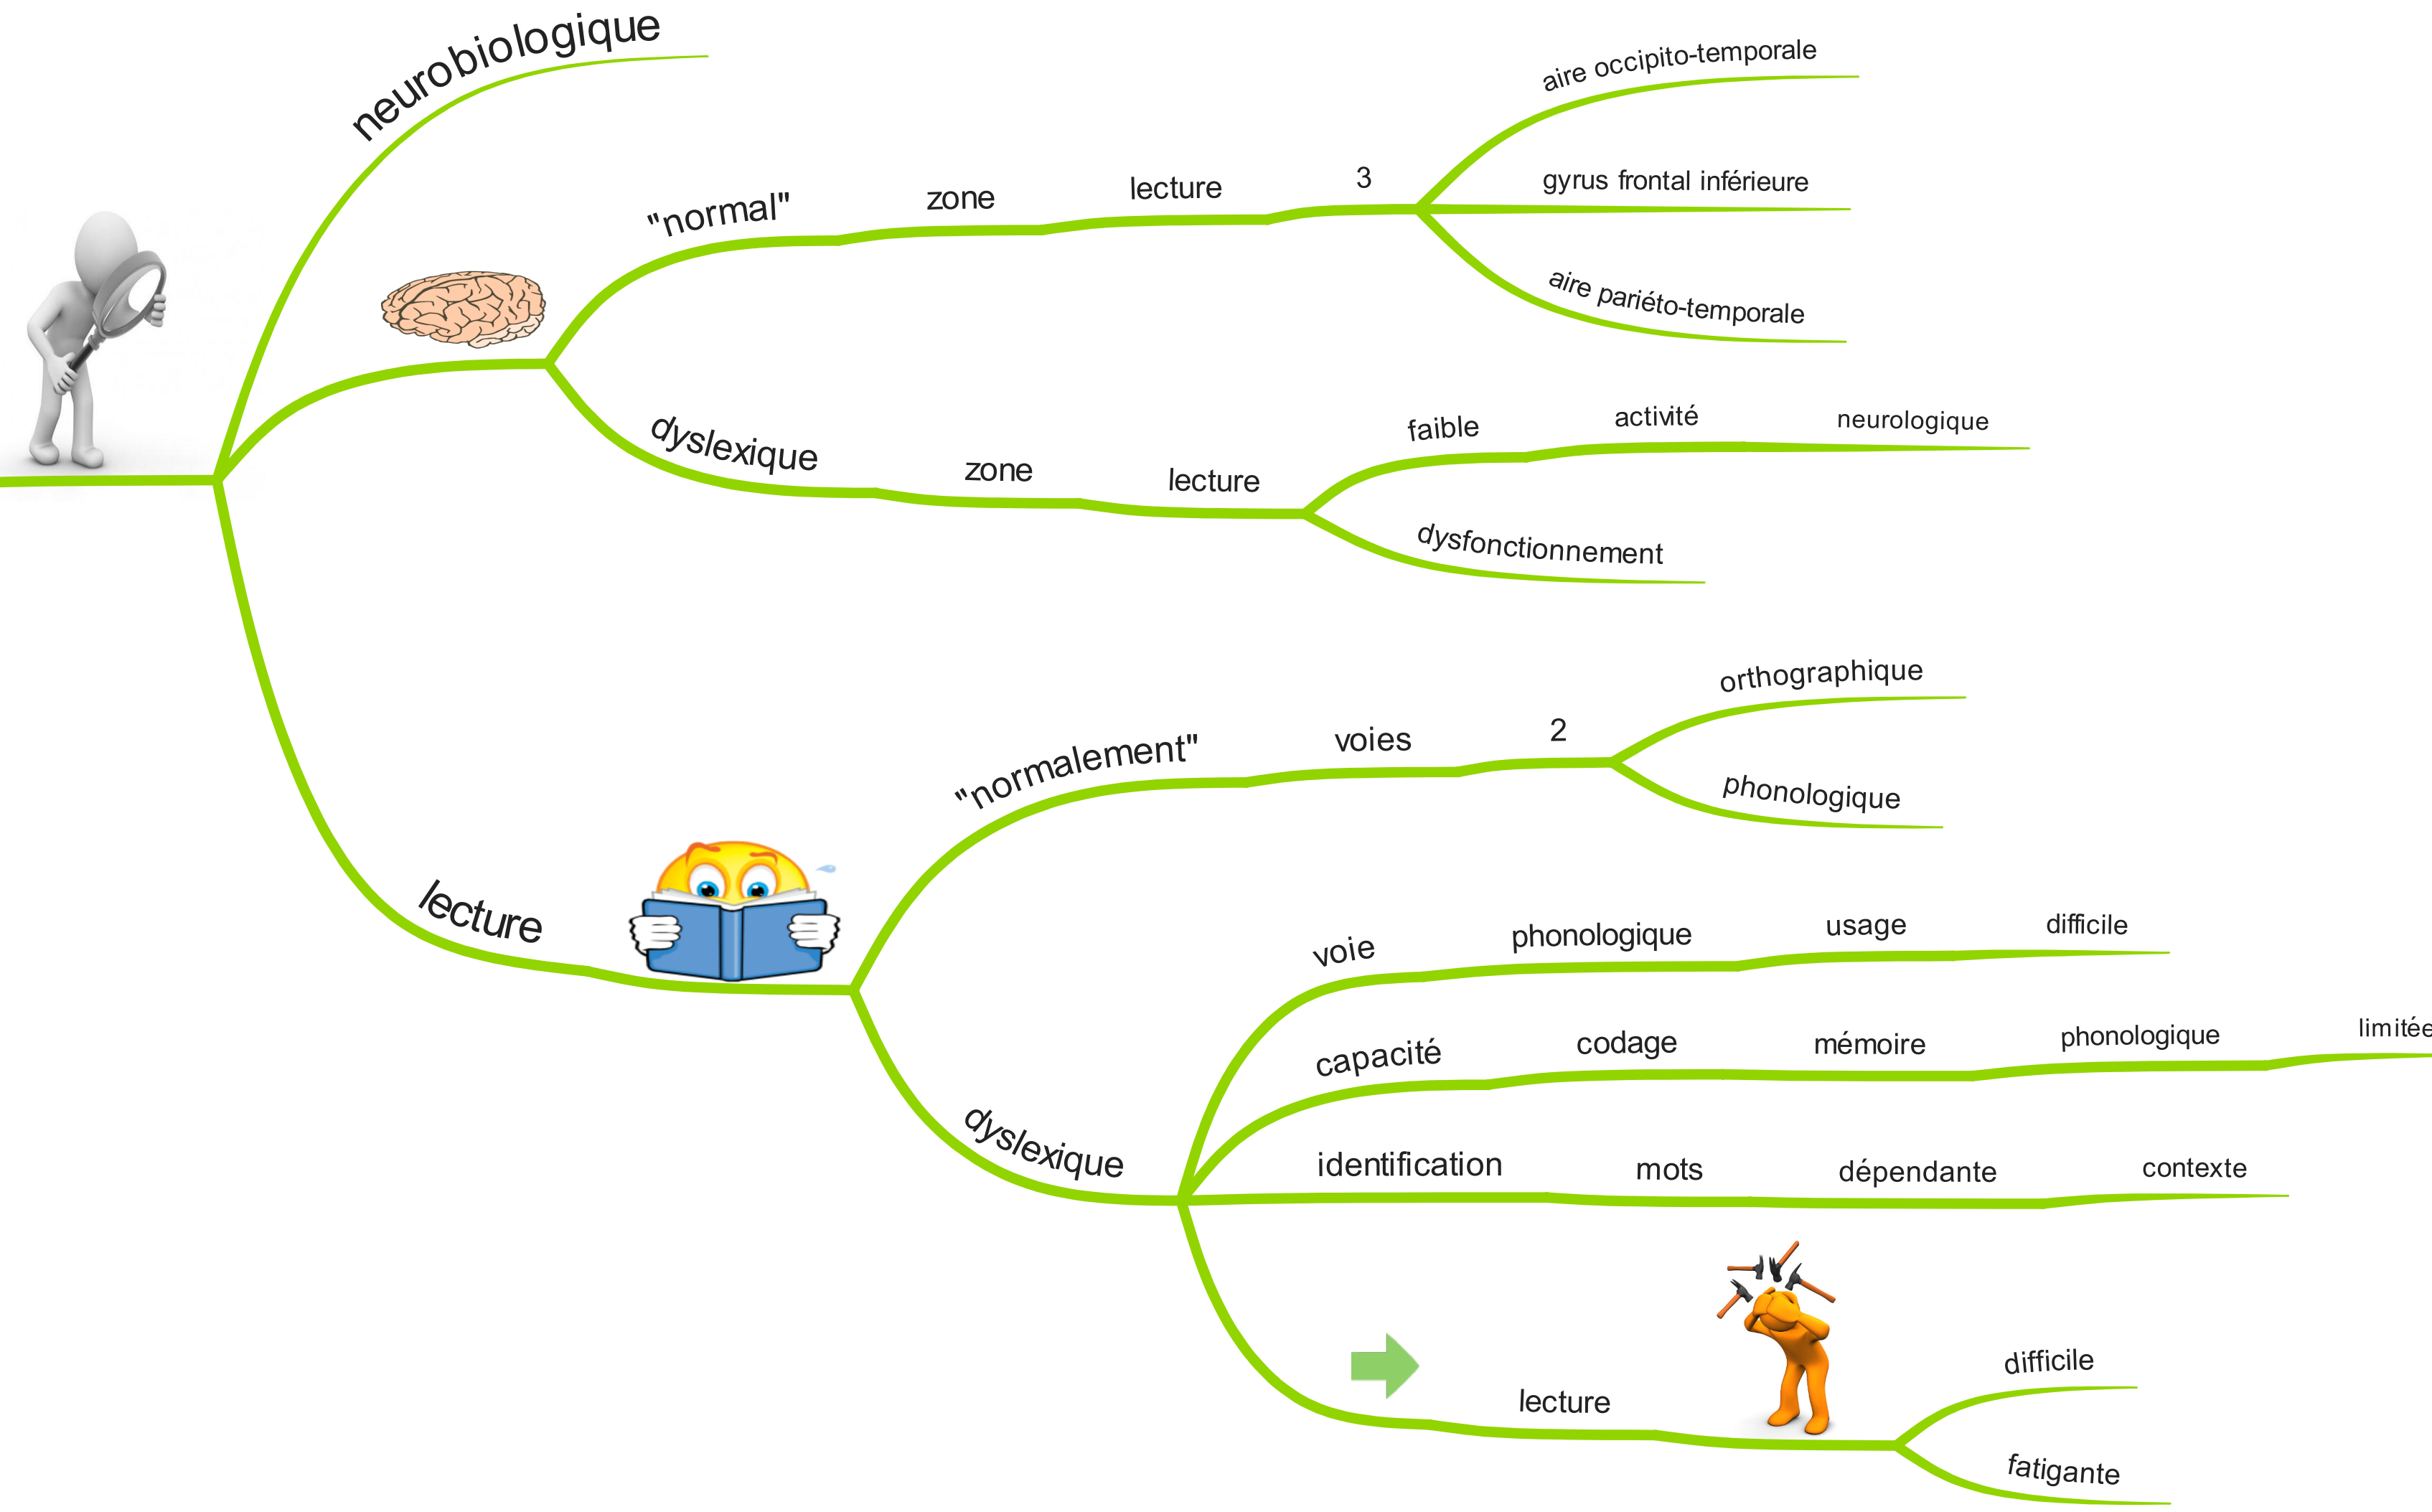 neurobiologique
"normal" zone lecture 3
aire occipito-temporale
gyrus frontal inférieure
aire pariéto-temporale
dyslexique zone lecture
faible activité neurologique
dysfonctionnement
lecture
"normalement" voies 2
orthographique
phonologique
dyslexique
voie phonologique usage difficile
capacité codage mémoire phonologique limitée
identification mots dépendante contexte
lecture
difficile
fatigante